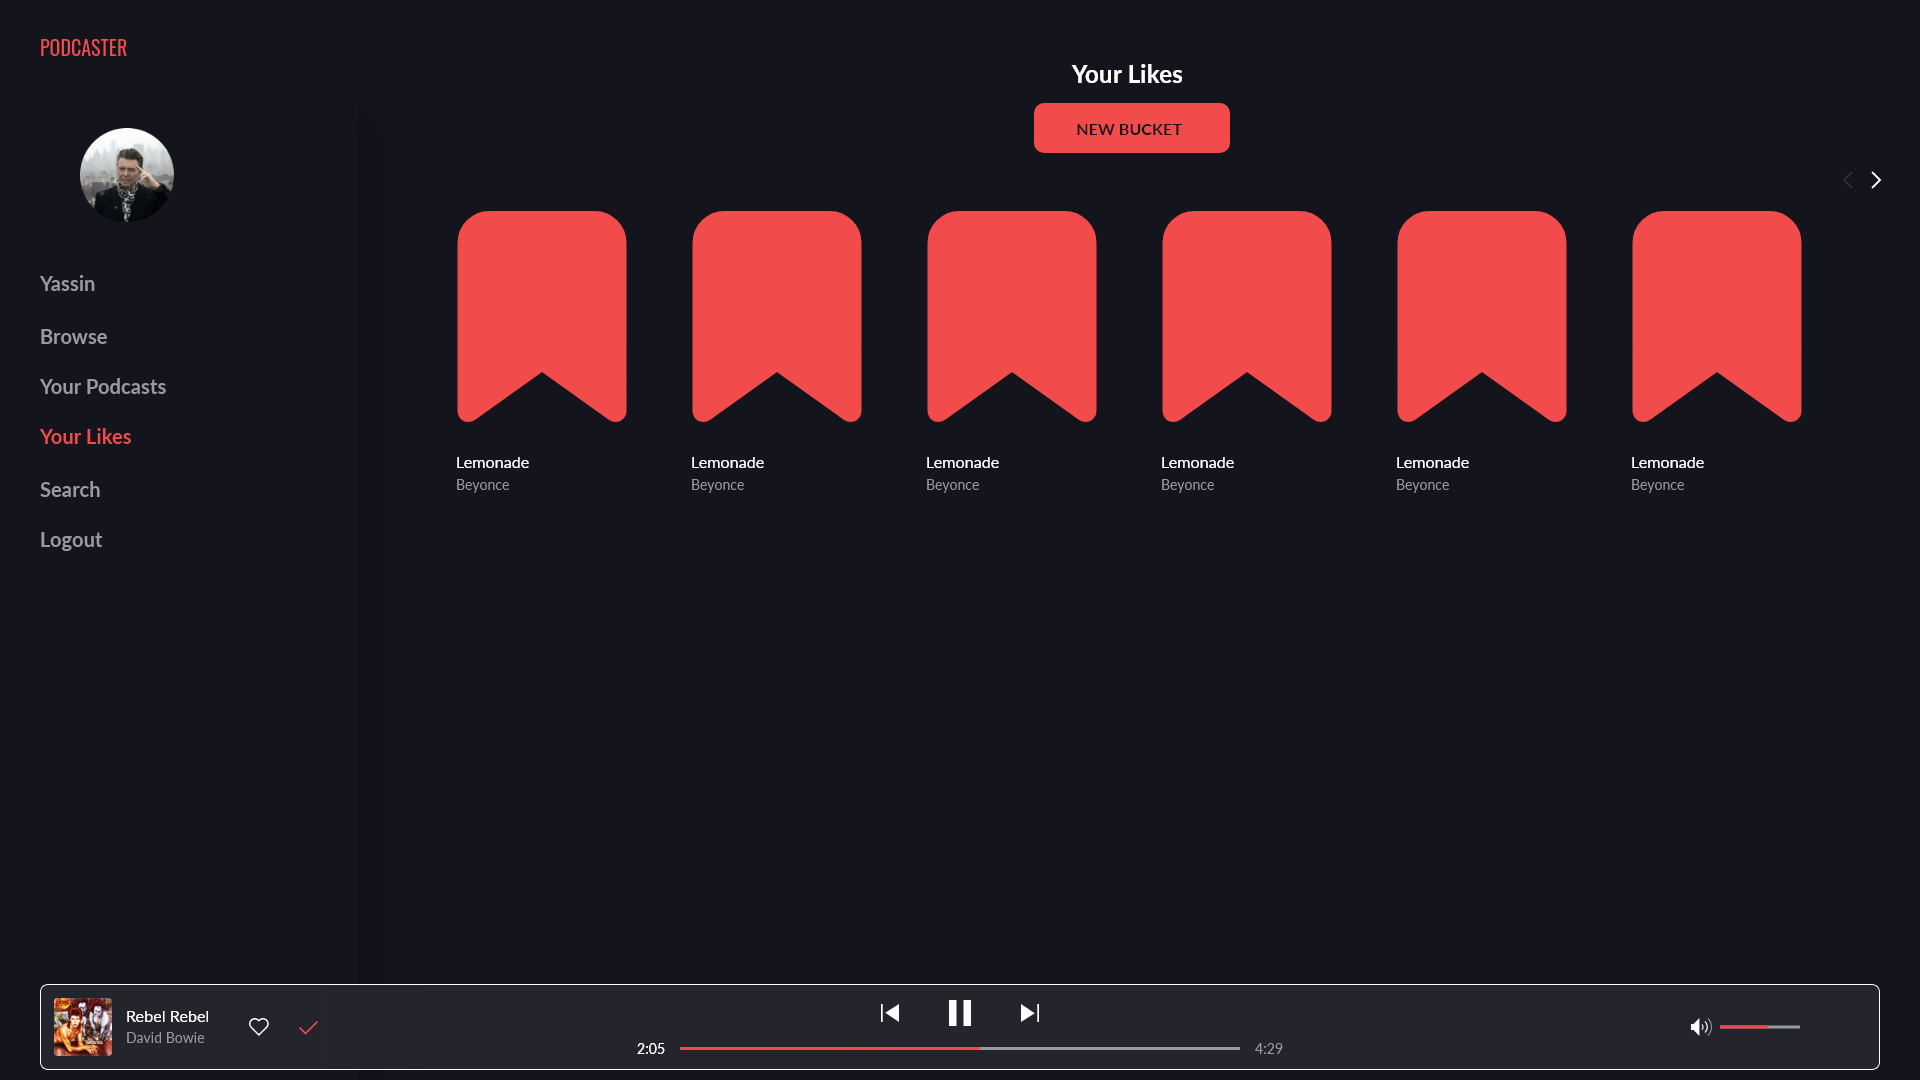 PODCASTER
Yassin
Browse
Your Podcasts
Your Likes
Search
Logout
Your Likes
NEW BUCKET
Lemonade
Beyonce
Lemonade
Beyonce
Lemonade
Beyonce
Lemonade
Beyonce
Lemonade
Beyonce
Lemonade
Beyonce
Rebel Rebel
David Bowie
2:05
4:29